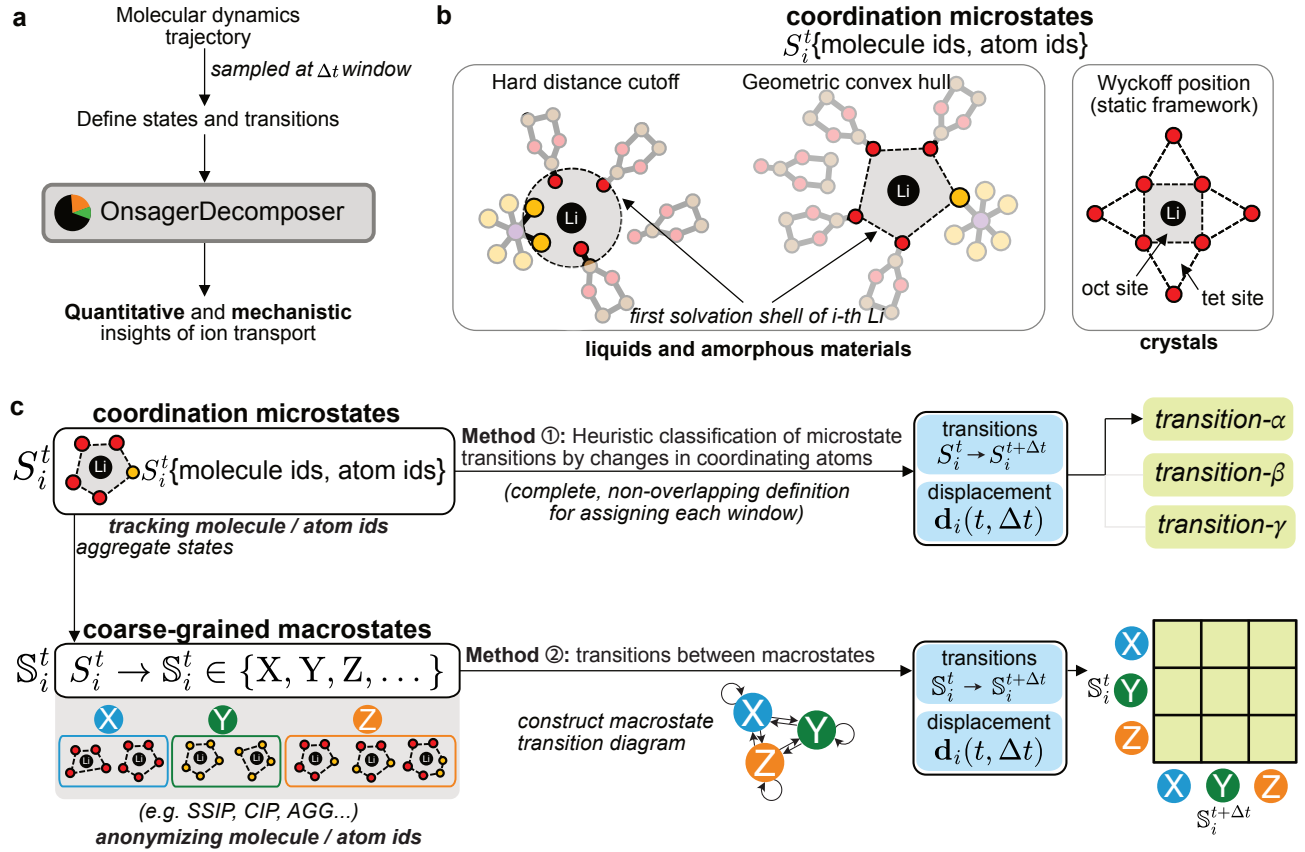 a
Molecular dynamics
trajectory
sampled at Δt window
Define states and transitions
OnsagerDecomposer
Quantitative and mechanistic
insights of ion transport
b
coordination microstates
S_i^t{molecule ids, atom ids}
Hard distance cutoff
Geometric convex hull
Li
Li
first solvation shell of i-th Li
liquids and amorphous materials
Wyckoff position
(static framework)
Li
oct site
tet site
crystals
c
coordination microstates
S_i^t
Li
S_i^t{molecule ids, atom ids}
tracking molecule / atom ids
aggregate states
Method ①: Heuristic classification of microstate
transitions by changes in coordinating atoms
(complete, non-overlapping definition
for assigning each window)
transitions
S_i^t → S_i^{t+Δt}
displacement
d_i(t, Δt)
transition-α
transition-β
transition-γ
coarse-grained macrostates
𝕊_i^t
S_i^t → 𝕊_i^t ∈ {X, Y, Z, ...}
X
Y
Z
Li
Li
Li
Li
Li
Li
Li
(e.g. SSIP, CIP, AGG...)
anonymizing molecule / atom ids
Method ②: transitions between macrostates
construct macrostate
transition diagram
X
Y
Z
transitions
𝕊_i^t → 𝕊_i^{t+Δt}
displacement
d_i(t, Δt)
𝕊_i^t
X
Y
Z
X Y Z
𝕊_i^{t+Δt}